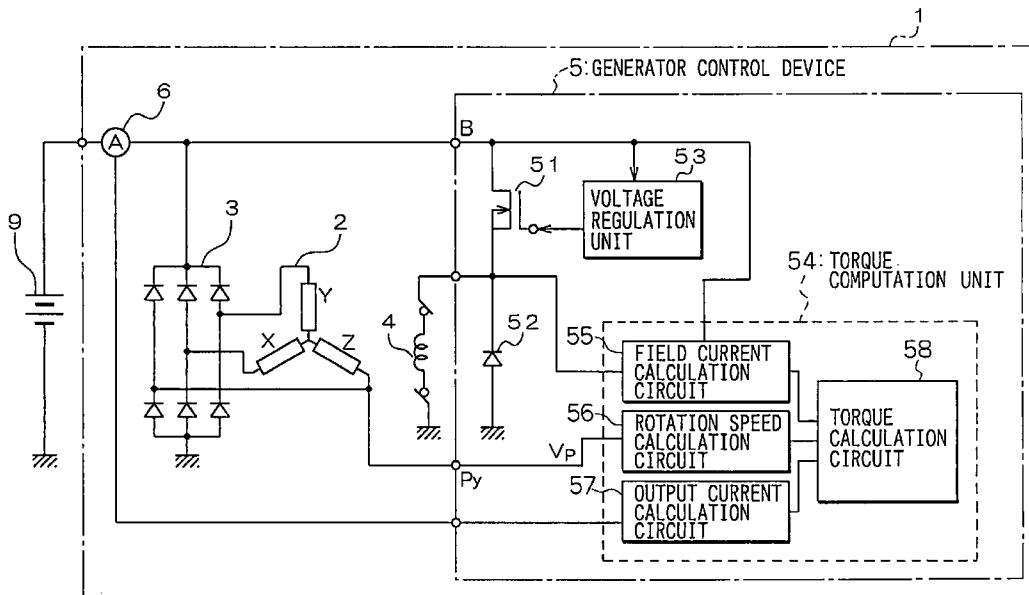 1
5: GENERATOR CONTROL DEVICE
6
A
B
51
53
VOLTAGE
REGULATION
UNIT
3
2
9
54: TORQUE
COMPUTATION UNIT
Y
X
Z
4
52
55
FIELD CURRENT
CALCULATION
CIRCUIT
58
TORQUE
CALCULATION
CIRCUIT
56
ROTATION SPEED
CALCULATION
CIRCUIT
VP
Py
57
OUTPUT CURRENT
CALCULATION
CIRCUIT